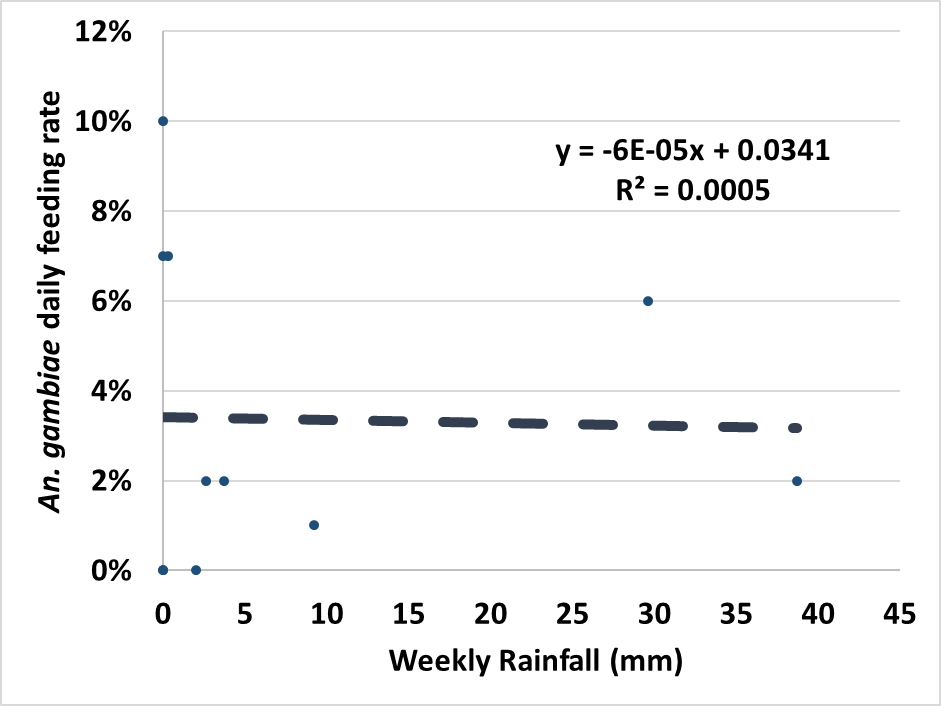 12%
10%
8%
6%
4%
2%
0%
An. gambiae daily feeding rate
y = -6E-05x + 0.0341
R² = 0.0005
0 5 10 15 20 25 30 35 40 45
Weekly Rainfall (mm)